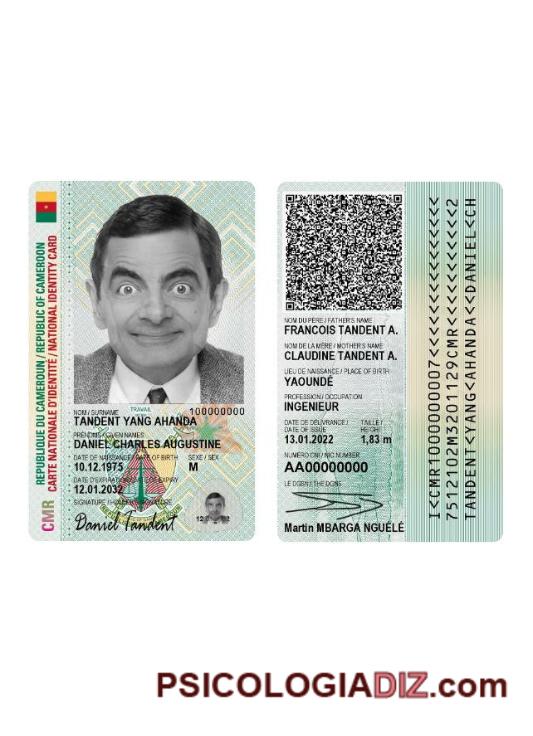 REPUBLIQUE DU CAMEROUN / REPUBLIC OF CAMEROON
CARTE NATIONALE D'IDENTITÉ / NATIONAL IDENTITY CARD
CMR
NOM / SURNAME
TRAVAIL
100000000
TANDENT YANG AHANDA
PRÉNOMS / GIVEN NAMES
DANIEL CHARLES AUGUSTINE
DATE DE NAISSANCE / DATE OF BIRTH SEXE / SEX
10.12.1975 M
DATE D'EXPIRATION / DATE OF EXPIRY
12.01.2032
SIGNATURE /
Daniel Tandent
NOM DU PÈRE / FATHER'S NAME
FRANCOIS TANDENT A.
NOM DE LA MÈRE / MOTHER'S NAME
CLAUDINE TANDENT A.
LIEU DE NAISSANCE / PLACE OF BIRTH
YAOUNDÉ
PROFESSION / OCCUPATION
INGENIEUR
DATE DE DELIVRANCE / TAILLE /
DATE OF ISSUE HEIGHT
13.01.2022 1,83 m
NUMÉRO CNI / NIC NUMBER
AA00000000
LE DGSN / THE DGNS
Martin MBARGA NGUÉLÉ
I<CMR1000000007<<<<<<<<<<<<<<<
7512102M3201129CMR<<<<<<<<<<<2
TANDENT<YANG<AHANDA<<DANIEL<CH
PSICOLOGIADIZ.com